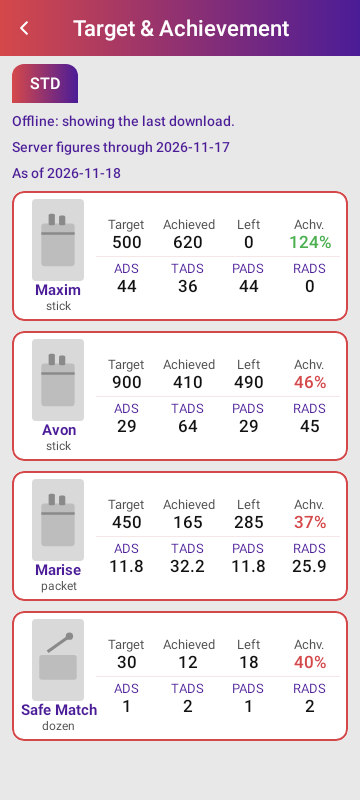 Target & Achievement
STD
Offline: showing the last download.
Server figures through 2026-11-17
As of 2026-11-18
Target Achieved Left Achv.
500 620 0 124%
ADS TADS PADS RADS
44 36 44 0
Maxim
stick
Target Achieved Left Achv.
900 410 490 46%
ADS TADS PADS RADS
29 64 29 45
Avon
stick
Target Achieved Left Achv.
450 165 285 37%
ADS TADS PADS RADS
11.8 32.2 11.8 25.9
Marise
packet
Target Achieved Left Achv.
30 12 18 40%
ADS TADS PADS RADS
1 2 1 2
Safe Match
dozen